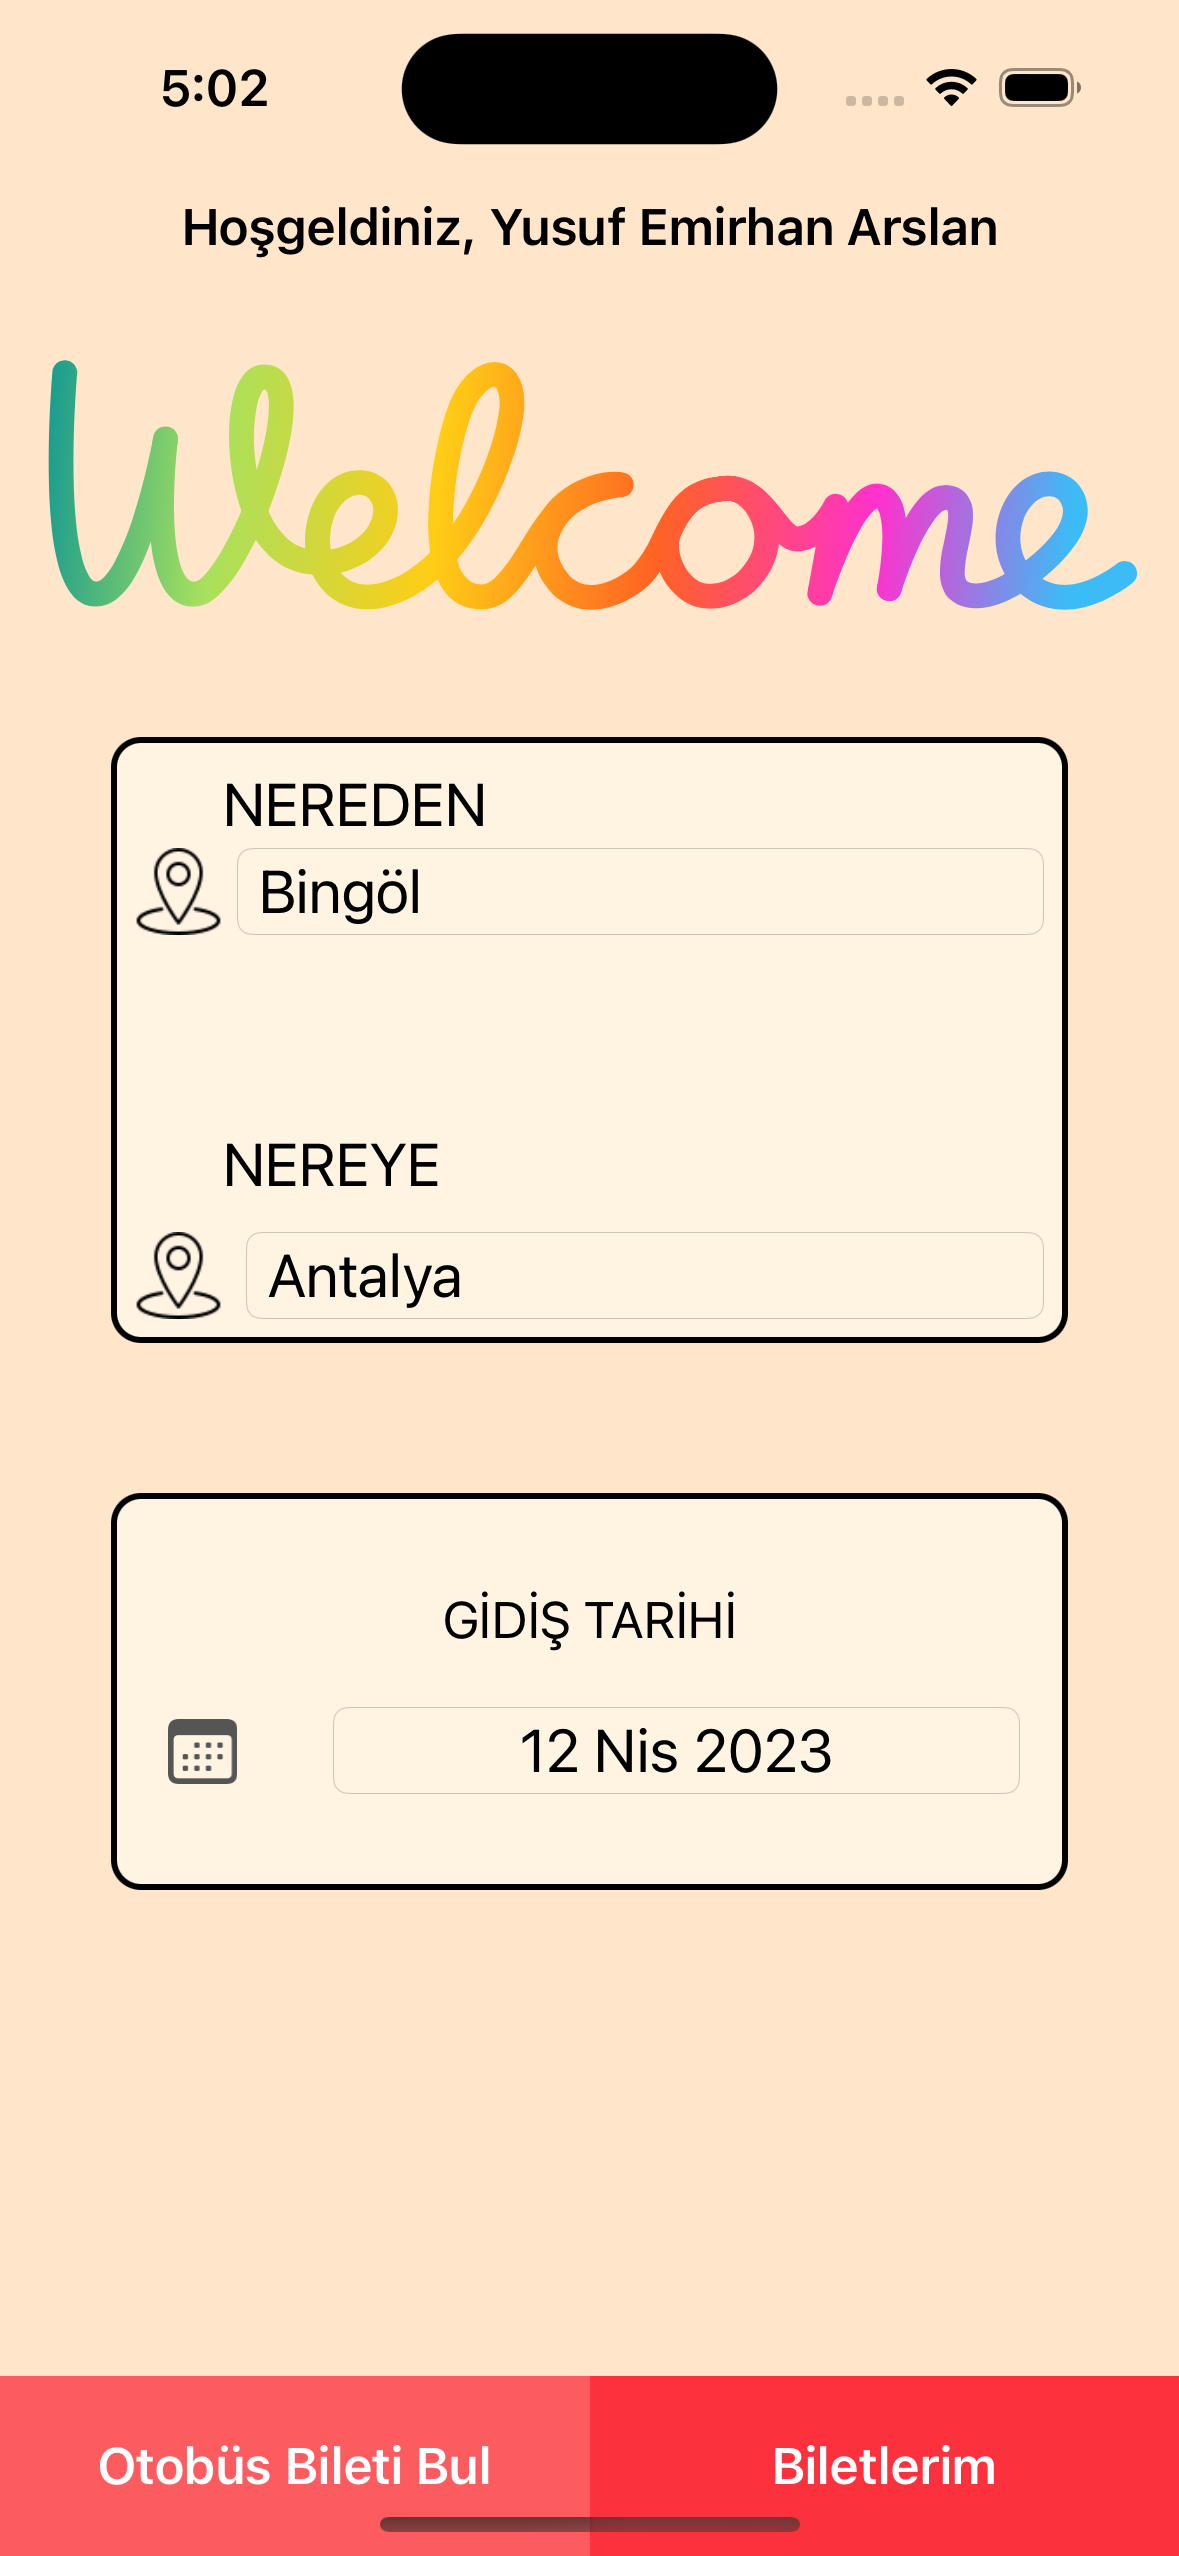 5:02
Hoşgeldiniz, Yusuf Emirhan Arslan
Welcome
NEREDEN
Bingöl
NEREYE
Antalya
GİDİŞ TARİHİ
12 Nis 2023
Otobüs Bileti Bul
Biletlerim